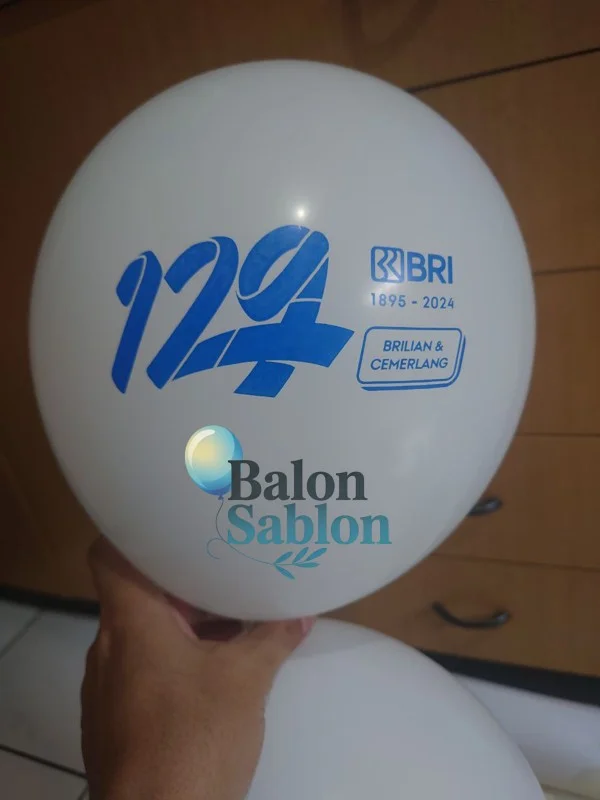 129
BRI
1895 - 2024
BRILIAN &
CEMERLANG
Balon
Sablon